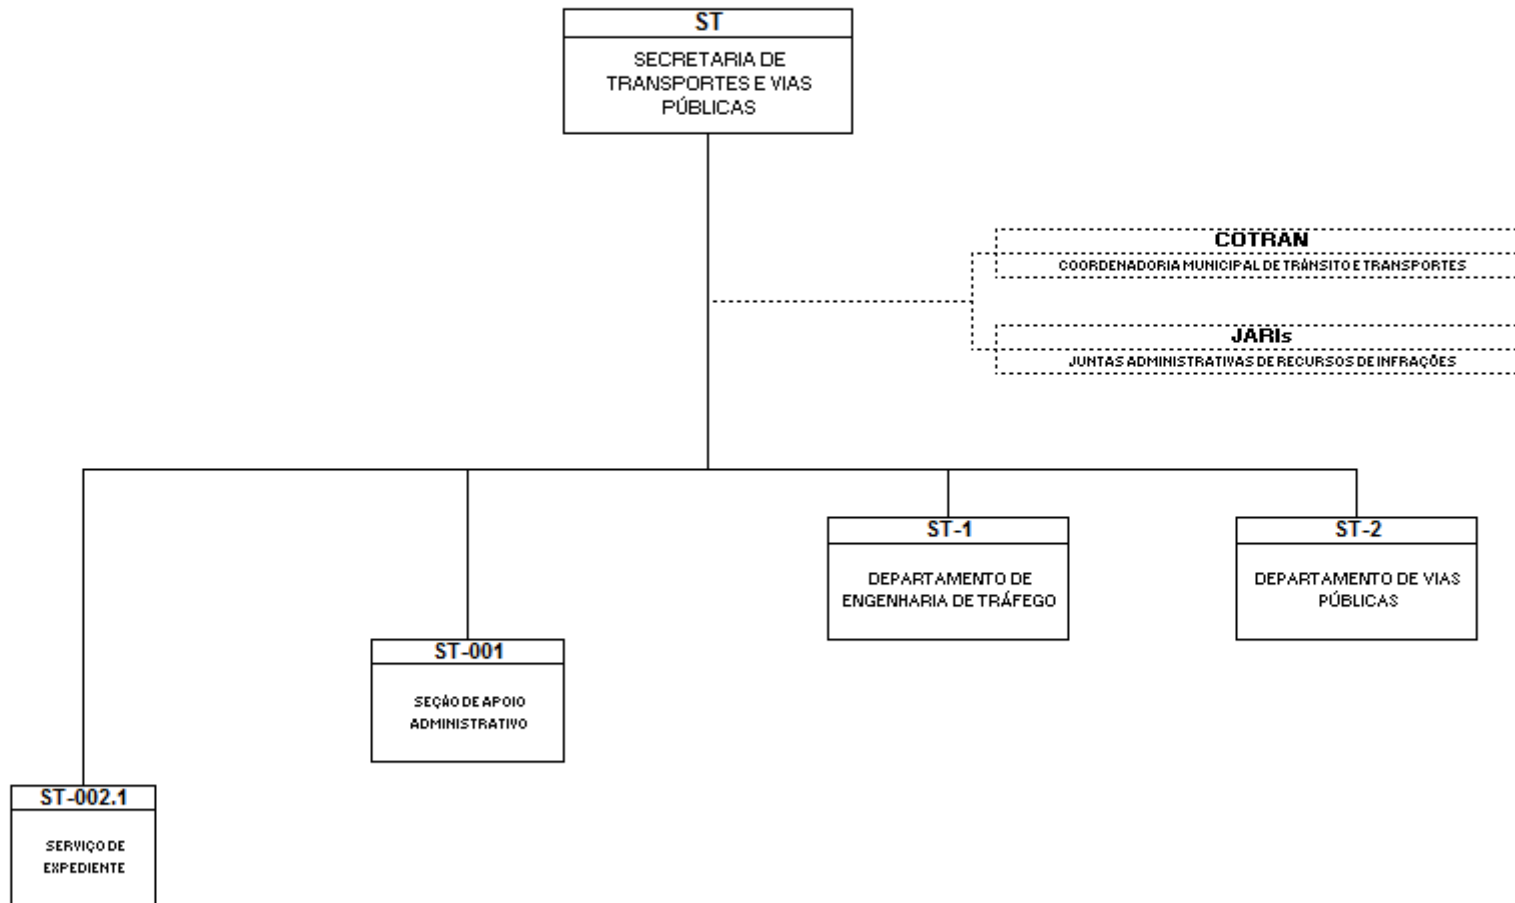 ST
SECRETARIA DE
TRANSPORTES E VIAS
PÚBLICAS
COTRAN
COORDENADORIA MUNICIPAL DE TRÂNSITO E TRANSPORTES
JARIs
JUNTAS ADMINISTRATIVAS DE RECURSOS DE INFRAÇÕES
ST-1
DEPARTAMENTO DE
ENGENHARIA DE TRÁFEGO
ST-2
DEPARTAMENTO DE VIAS
PÚBLICAS
ST-001
SEÇÃO DE APOIO
ADMINISTRATIVO
ST-002.1
SERVIÇO DE
EXPEDIENTE